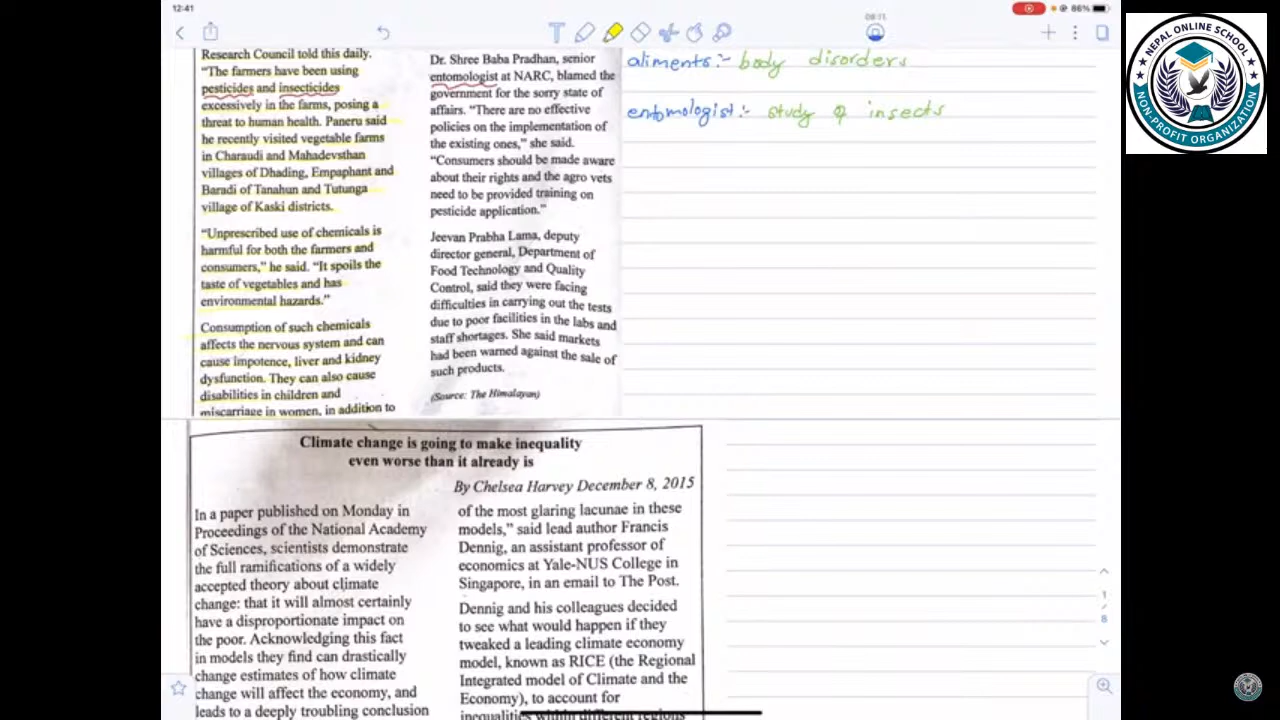 12:41
86%
Research Council told this daily.
"The farmers have been using
pesticides and insecticides
excessively in the farms, posing a
threat to human health. Paneru said
he recently visited vegetable farms
in Charaudi and Mahadevsthan
villages of Dhading, Empaphant and
Baradi of Tanahun and Tutunga
village of Kaski districts.
"Unprescribed use of chemicals is
harmful for both the farmers and
consumers," he said. "It spoils the
taste of vegetables and has
environmental hazards."
Consumption of such chemicals
affects the nervous system and can
cause impotence, liver and kidney
dysfunction. They can also cause
disabilities in children and
miscarriage in women, in addition to
Dr. Shree Baba Pradhan, senior
entomologist at NARC, blamed the
government for the sorry state of
affairs. "There are no effective
policies on the implementation of
the existing ones," she said.
"Consumers should be made aware
about their rights and the agro vets
need to be provided training on
pesticide application."
Jeevan Prabha Lama, deputy
director general, Department of
Food Technology and Quality
Control, said they were facing
difficulties in carrying out the tests
due to poor facilities in the labs and
staff shortages. She said markets
had been warned against the sale of
such products.
(Source: The Himalayan)
aliments:- body disorders
entomologist:- study of insects
NEPAL ONLINE SCHOOL
NON-PROFIT ORGANIZATION
Climate change is going to make inequality
even worse than it already is
By Chelsea Harvey December 8, 2015
In a paper published on Monday in
Proceedings of the National Academy
of Sciences, scientists demonstrate
the full ramifications of a widely
accepted theory about climate
change: that it will almost certainly
have a disproportionate impact on
the poor. Acknowledging this fact
in models they find can drastically
change estimates of how climate
change will affect the economy, and
leads to a deeply troubling conclusion
of the most glaring lacunae in these
models," said lead author Francis
Dennig, an assistant professor of
economics at Yale-NUS College in
Singapore, in an email to The Post.
Dennig and his colleagues decided
to see what would happen if they
tweaked a leading climate economy
model, known as RICE (the Regional
Integrated model of Climate and the
Economy), to account for
inequalities within different regions
1
/
8